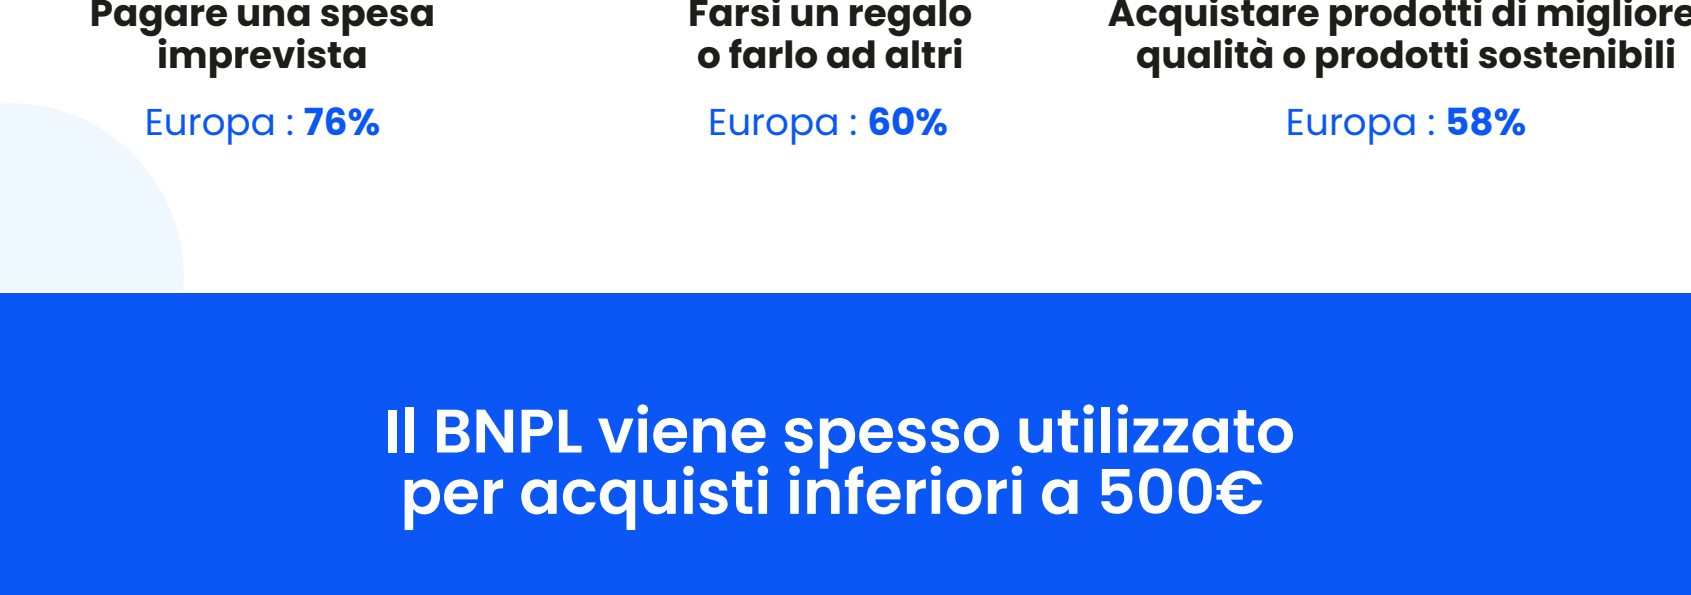 Pagare una spesa
imprevista
Europa : 76%
Farsi un regalo
o farlo ad altri
Europa : 60%
Acquistare prodotti di migliore
qualità o prodotti sostenibili
Europa : 58%
Il BNPL viene spesso utilizzato
per acquisti inferiori a 500€